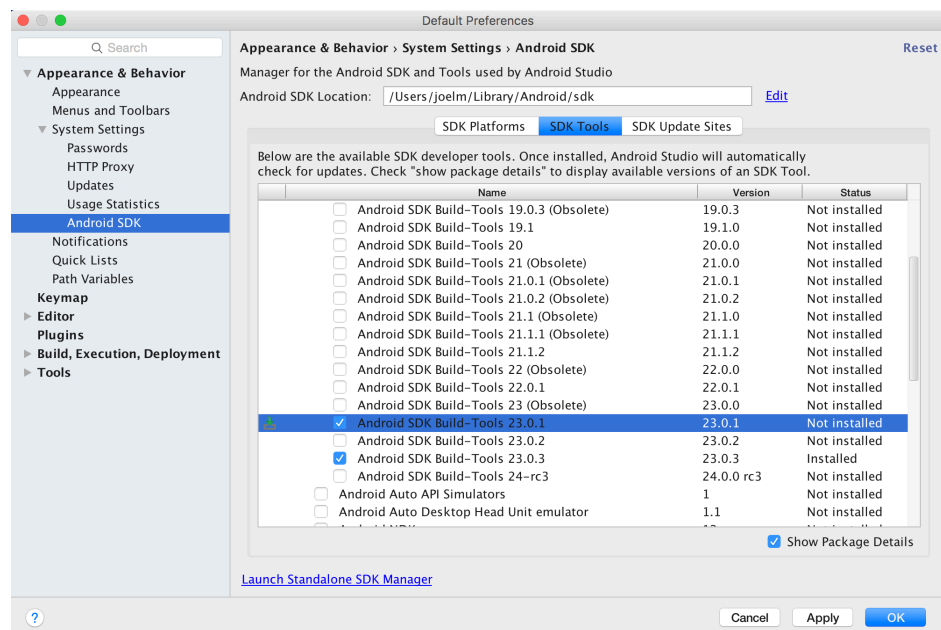 Default Preferences
Search
Appearance & Behavior
Appearance
Menus and Toolbars
System Settings
Passwords
HTTP Proxy
Updates
Usage Statistics
Android SDK
Notifications
Quick Lists
Path Variables
Keymap
Editor
Plugins
Build, Execution, Deployment
Tools
Appearance & Behavior › System Settings › Android SDK Reset
Manager for the Android SDK and Tools used by Android Studio
Android SDK Location: /Users/joelm/Library/Android/sdk Edit
SDK Platforms SDK Tools SDK Update Sites
Below are the available SDK developer tools. Once installed, Android Studio will automatically
check for updates. Check "show package details" to display available versions of an SDK Tool.
Name Version Status
Android SDK Build-Tools 19.0.3 (Obsolete) 19.0.3 Not installed
Android SDK Build-Tools 19.1 19.1.0 Not installed
Android SDK Build-Tools 20 20.0.0 Not installed
Android SDK Build-Tools 21 (Obsolete) 21.0.0 Not installed
Android SDK Build-Tools 21.0.1 (Obsolete) 21.0.1 Not installed
Android SDK Build-Tools 21.0.2 (Obsolete) 21.0.2 Not installed
Android SDK Build-Tools 21.1 (Obsolete) 21.1.0 Not installed
Android SDK Build-Tools 21.1.1 (Obsolete) 21.1.1 Not installed
Android SDK Build-Tools 21.1.2 21.1.2 Not installed
Android SDK Build-Tools 22 (Obsolete) 22.0.0 Not installed
Android SDK Build-Tools 22.0.1 22.0.1 Not installed
Android SDK Build-Tools 23 (Obsolete) 23.0.0 Not installed
Android SDK Build-Tools 23.0.1 23.0.1 Not installed
Android SDK Build-Tools 23.0.2 23.0.2 Not installed
Android SDK Build-Tools 23.0.3 23.0.3 Installed
Android SDK Build-Tools 24-rc3 24.0.0 rc3 Not installed
Android Auto API Simulators 1 Not installed
Android Auto Desktop Head Unit emulator 1.1 Not installed
Show Package Details
Launch Standalone SDK Manager
? Cancel Apply OK